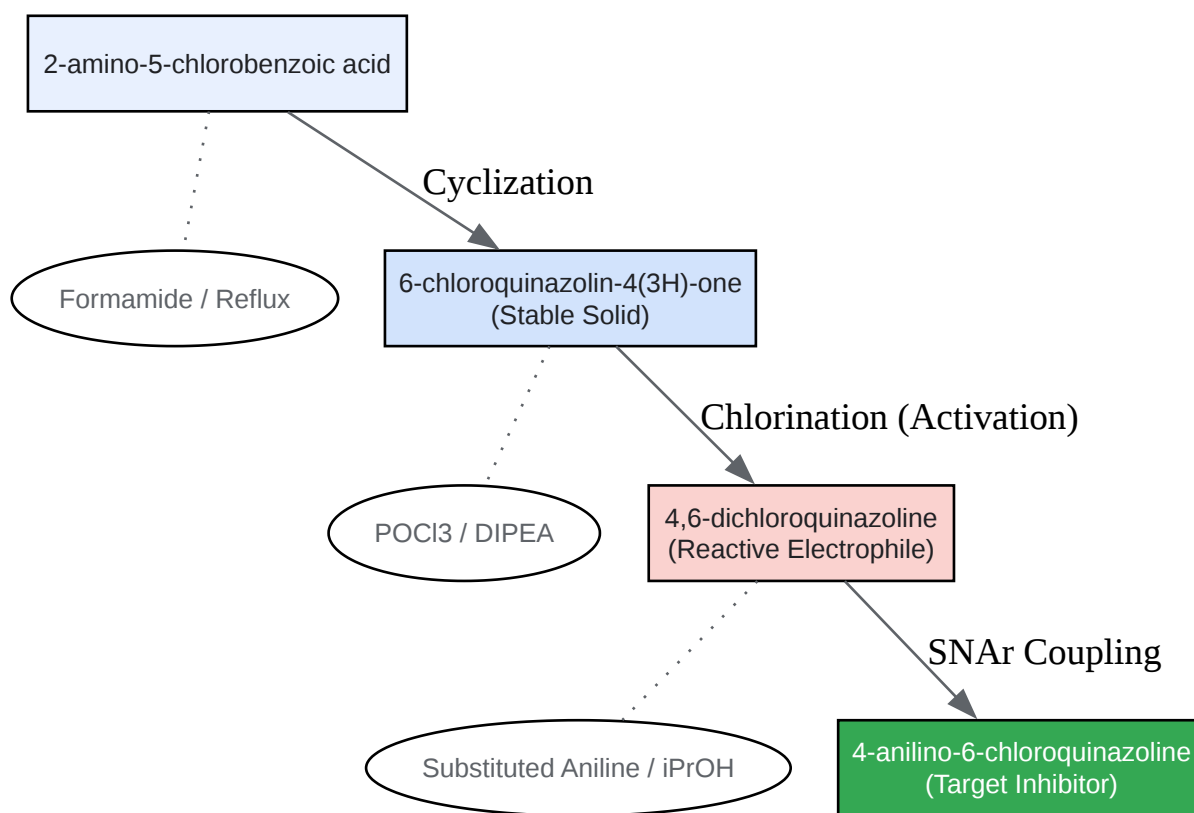 2-amino-5-chlorobenzoic acid
Cyclization
Formamide / Reflux
6-chloroquinazolin-4(3H)-one
(Stable Solid)
Chlorination (Activation)
POCl3 / DIPEA
4,6-dichloroquinazoline
(Reactive Electrophile)
SNAr Coupling
Substituted Aniline / iPrOH
4-anilino-6-chloroquinazoline
(Target Inhibitor)